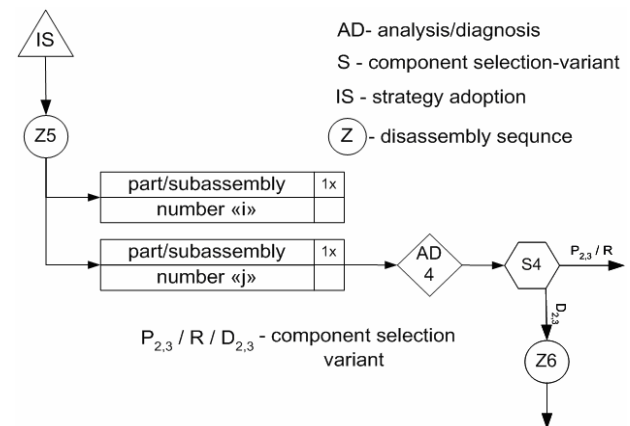 IS
AD- analysis/diagnosis
S - component selection-variant
IS - strategy adoption
Z - disassembly sequnce
Z5
part/subassembly 1x
number «i»
part/subassembly 1x
number «j»
AD
4
S4
P2,3 / R
D2,3
P2,3 / R / D2,3 - component selection
variant
Z6